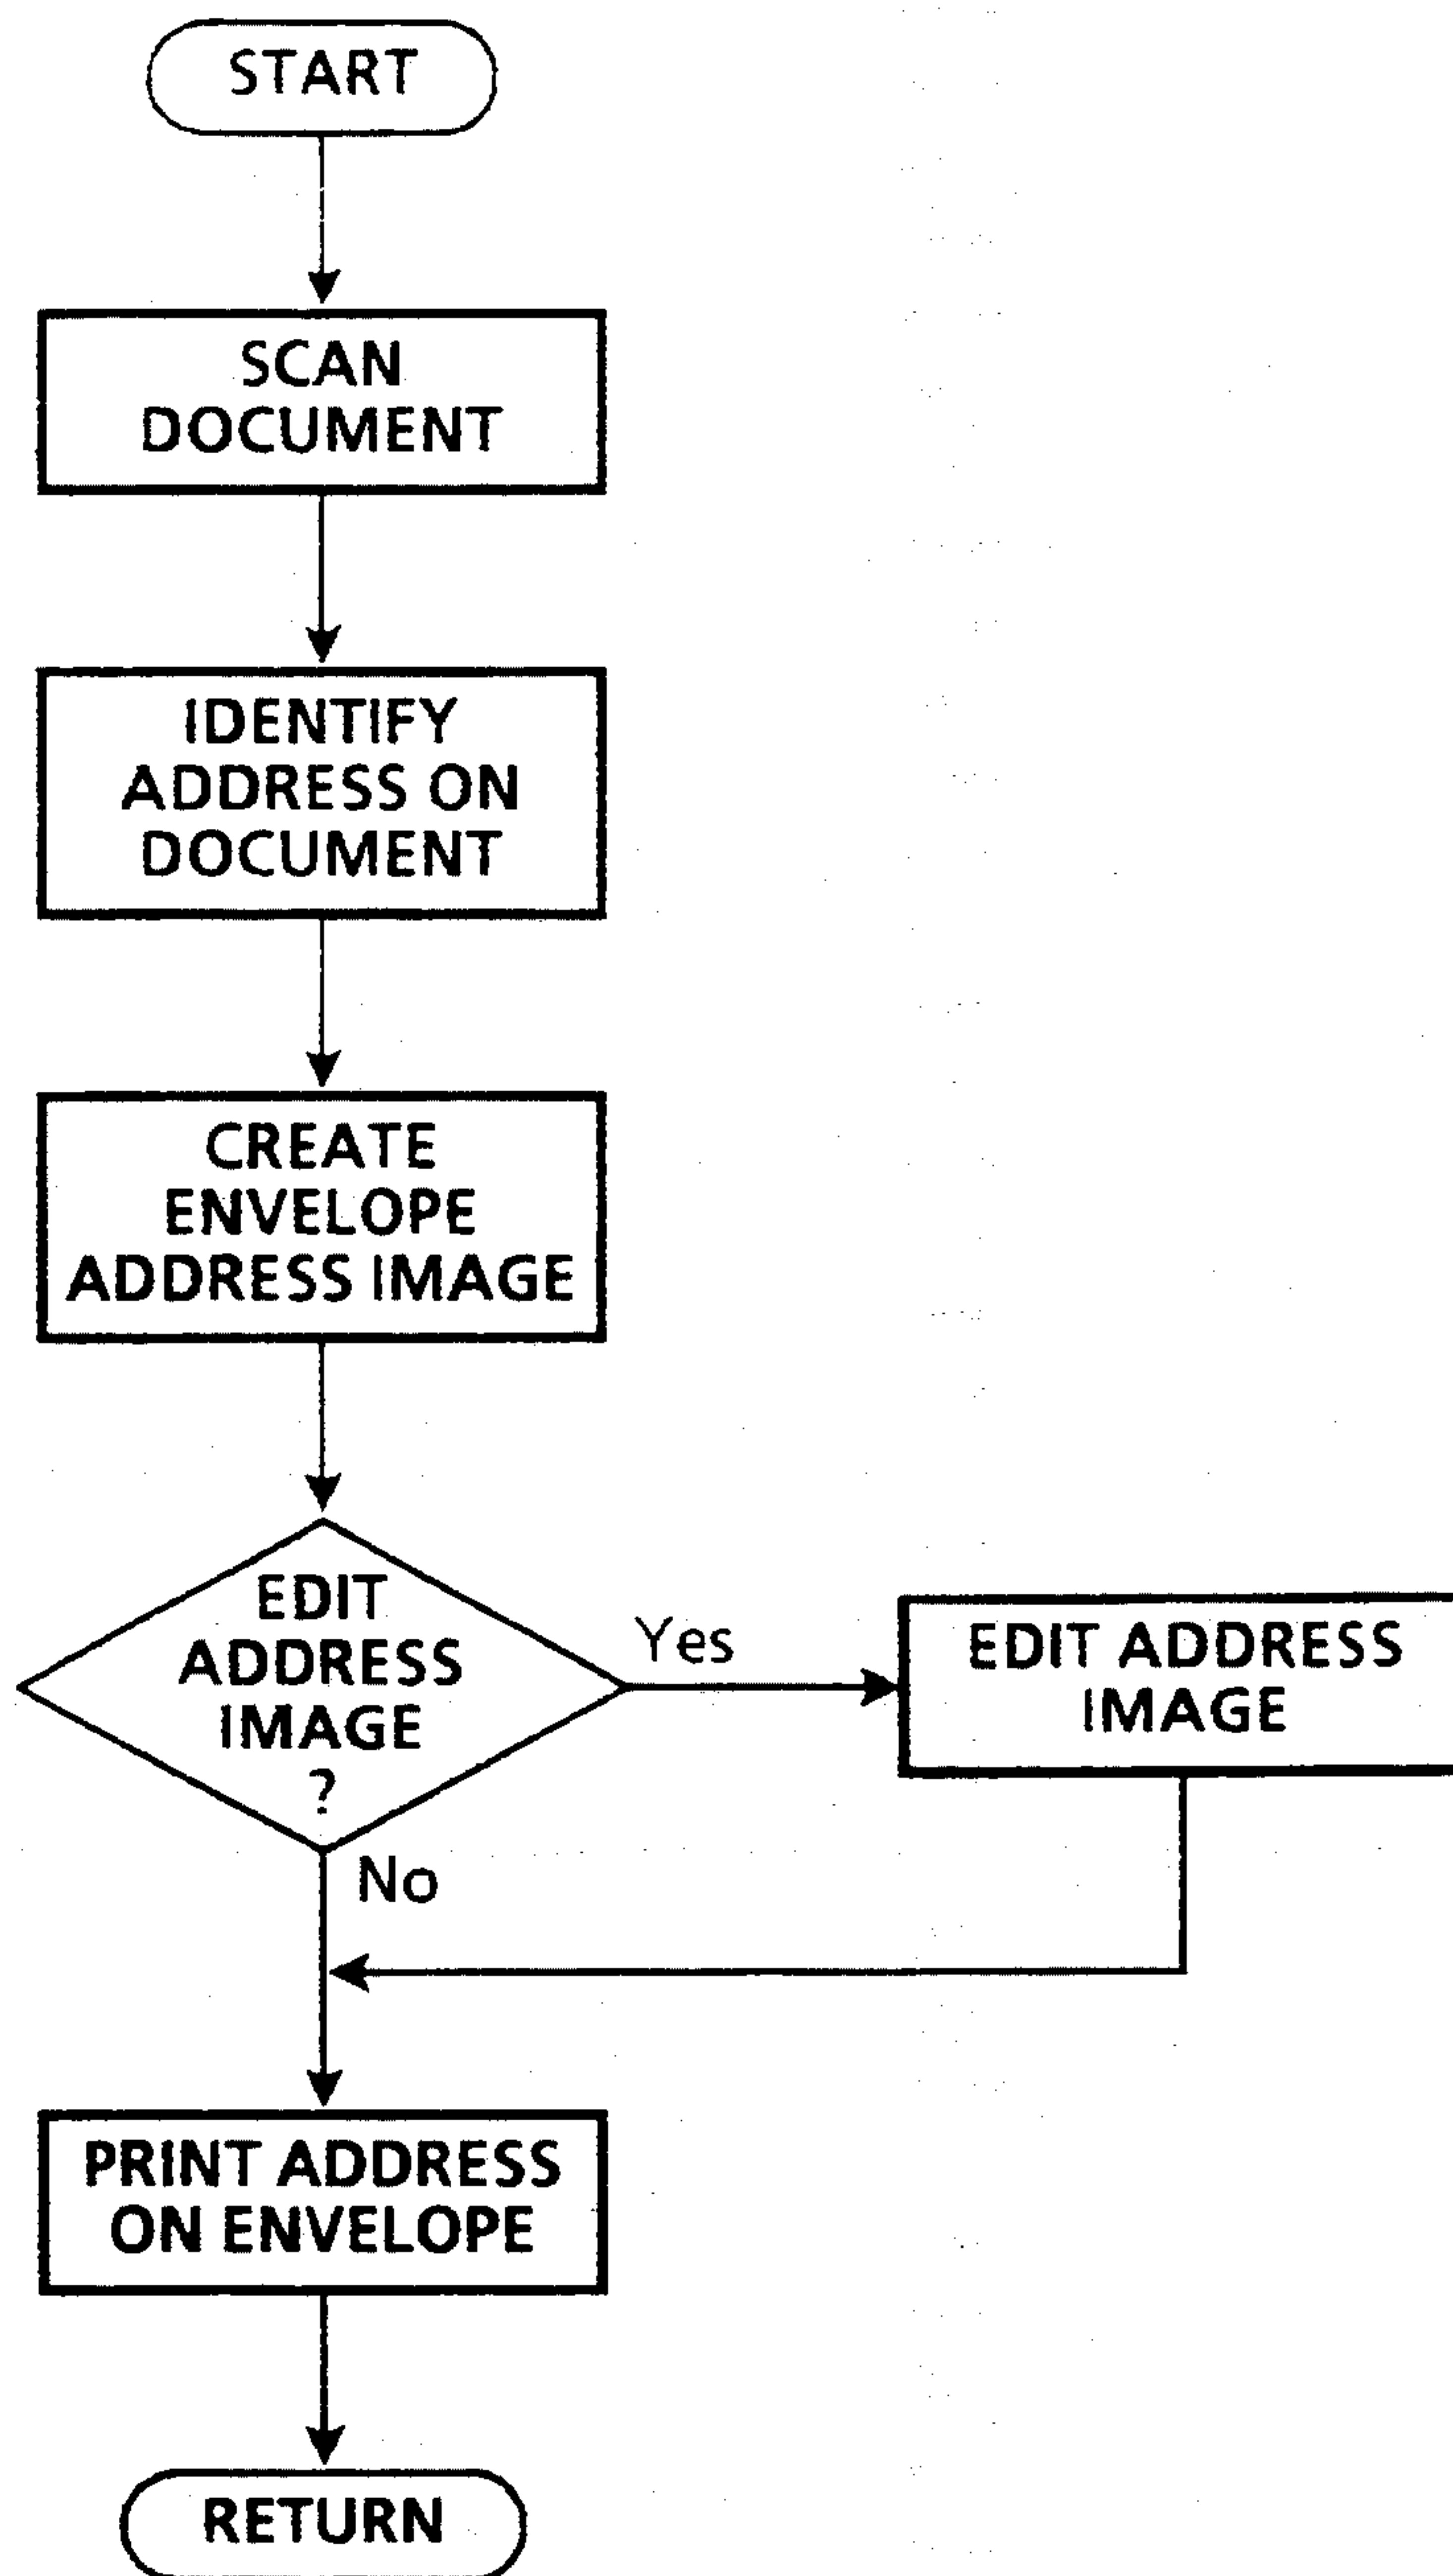 START
SCAN
DOCUMENT
IDENTIFY
ADDRESS ON
DOCUMENT
CREATE
ENVELOPE
ADDRESS IMAGE
EDIT
ADDRESS
IMAGE
?
Yes
EDIT ADDRESS
IMAGE
No
PRINT ADDRESS
ON ENVELOPE
RETURN